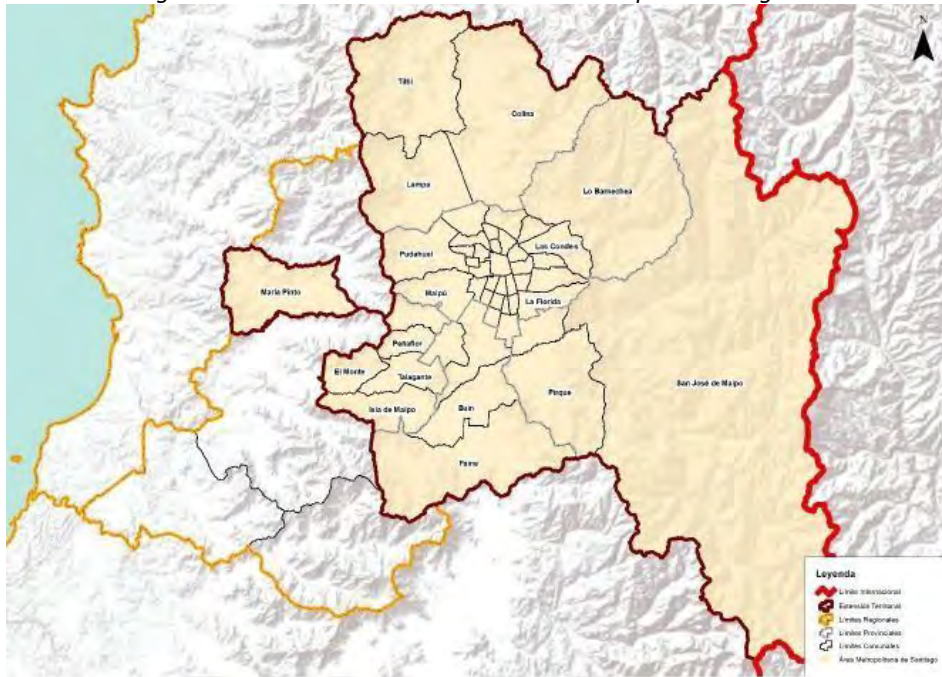 N
Tiltil
Colina
Lampa
Lo Barnechea
Las Condes
Pudahuel
María Pinto
Maipú
La Florida
Peñaflor
El Monte
Talagante
San José de Maipo
Pirque
Isla de Maipo
Buin
Paine
Leyenda
Límite Internacional
Extensión Territorial
Límites Regionales
Límites Provinciales
Límites Comunales
Área Metropolitana de Santiago